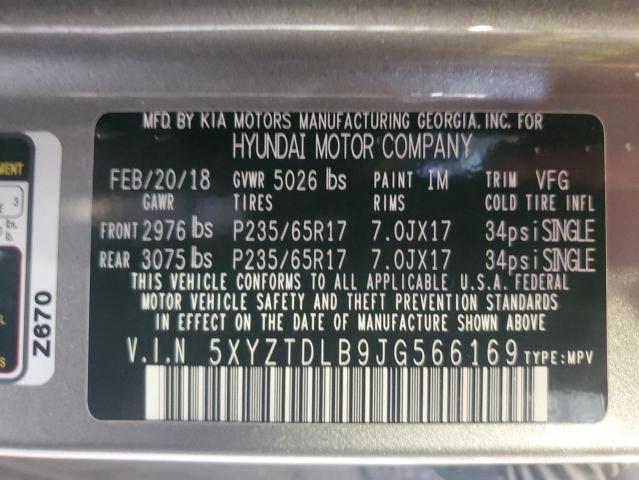 MFD. BY KIA MOTORS MANUFACTURING GEORGIA, INC. FOR
HYUNDAI MOTOR COMPANY
FEB/20/18 GVWR 5026 lbs PAINT 1M TRIM VFG
GAWR TIRES RIMS COLD TIRE INFL
FRONT 2976 lbs P235/65R17 7.0JX17 34psi SINGLE
REAR 3075 lbs P235/65R17 7.0JX17 34psi SINGLE
THIS VEHICLE CONFORMS TO ALL APPLICABLE U.S.A. FEDERAL
MOTOR VEHICLE SAFETY AND THEFT PREVENTION STANDARDS
IN EFFECT ON THE DATE OF MANUFACTURE SHOWN ABOVE.
V.I.N 5XYZTDLB9JG566169 TYPE:MPV
Z670
3